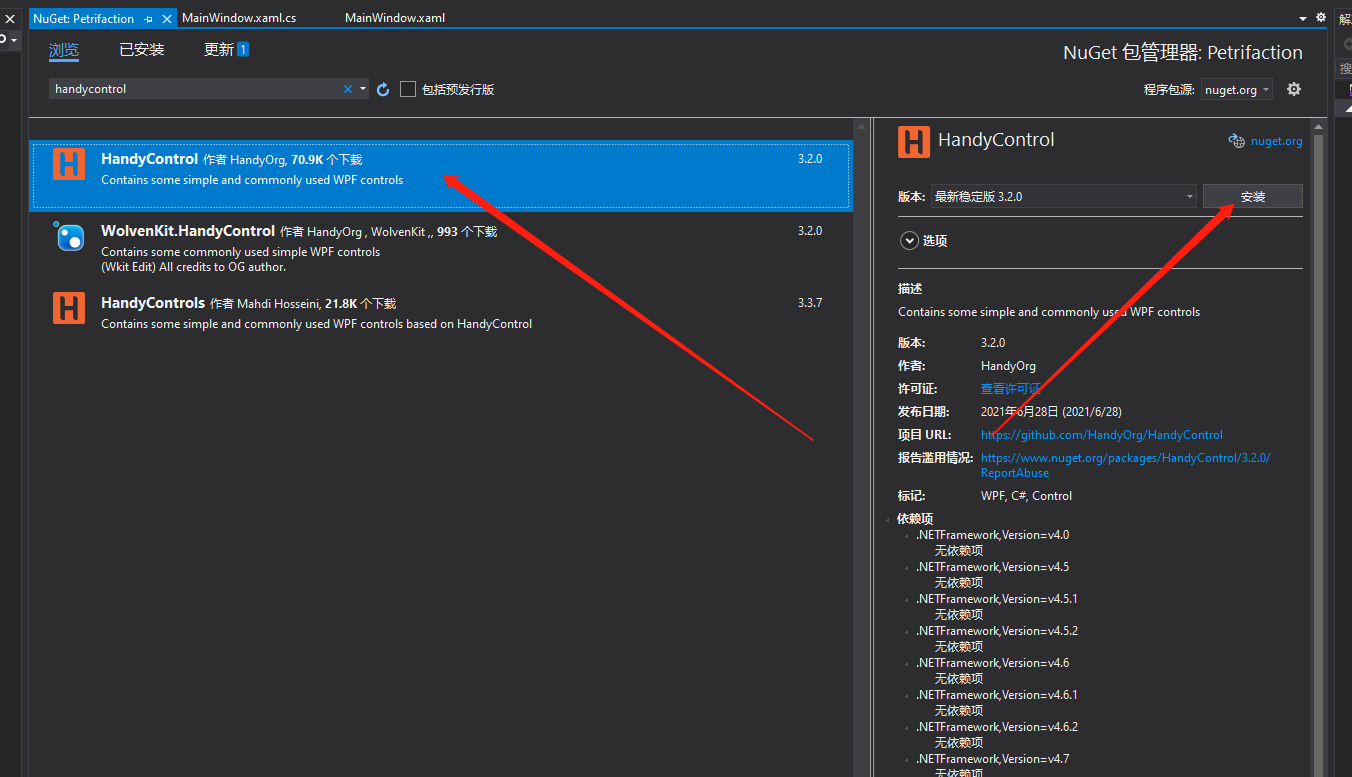 NuGet: Petrifaction
MainWindow.xaml.cs
MainWindow.xaml
浏览
已安装
更新 1
NuGet 包管理器: Petrifaction
handycontrol
包括预发行版
程序包源: nuget.org
HandyControl 作者 HandyOrg, 70.9K 个下载
3.2.0
Contains some simple and commonly used WPF controls
WolvenKit.HandyControl 作者 HandyOrg , WolvenKit ,, 993 个下载
3.2.0
Contains some commonly used simple WPF controls
(Wkit Edit) All credits to OG author.
HandyControls 作者 Mahdi Hosseini, 21.8K 个下载
3.3.7
Contains some simple and commonly used WPF controls based on HandyControl
HandyControl
nuget.org
版本: 最新稳定版 3.2.0
安装
选项
描述
Contains some simple and commonly used WPF controls
版本: 3.2.0
作者: HandyOrg
许可证: 查看许可证
发布日期: 2021年6月28日 (2021/6/28)
项目 URL: https://github.com/HandyOrg/HandyControl
报告滥用情况: https://www.nuget.org/packages/HandyControl/3.2.0/
ReportAbuse
标记: WPF, C#, Control
依赖项
.NETFramework,Version=v4.0
无依赖项
.NETFramework,Version=v4.5
无依赖项
.NETFramework,Version=v4.5.1
无依赖项
.NETFramework,Version=v4.5.2
无依赖项
.NETFramework,Version=v4.6
无依赖项
.NETFramework,Version=v4.6.1
无依赖项
.NETFramework,Version=v4.6.2
无依赖项
.NETFramework,Version=v4.7
无依赖项